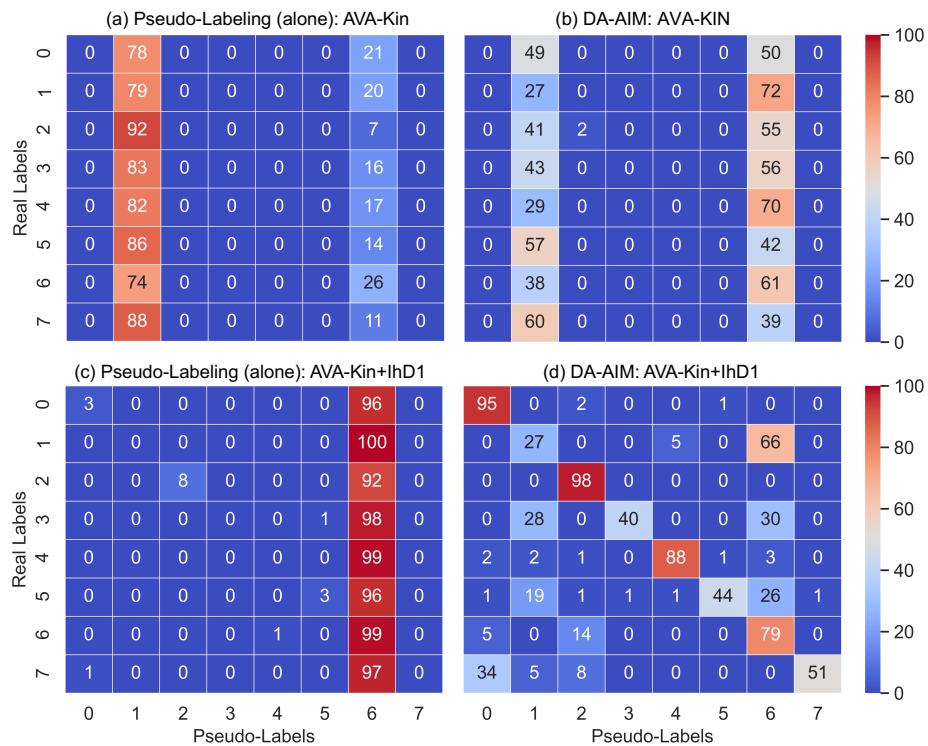 (a) Pseudo-Labeling (alone): AVA-Kin
(b) DA-AIM: AVA-KIN
Real Labels
0 0 78 0 0 0 0 21 0
1 0 79 0 0 0 0 20 0
2 0 92 0 0 0 0 7 0
3 0 83 0 0 0 0 16 0
4 0 82 0 0 0 0 17 0
5 0 86 0 0 0 0 14 0
6 0 74 0 0 0 0 26 0
7 0 88 0 0 0 0 11 0
0 49 0 0 0 0 50 0
0 27 0 0 0 0 72 0
0 41 2 0 0 0 55 0
0 43 0 0 0 0 56 0
0 29 0 0 0 0 70 0
0 57 0 0 0 0 42 0
0 38 0 0 0 0 61 0
0 60 0 0 0 0 39 0
100
80
60
40
20
0
(c) Pseudo-Labeling (alone): AVA-Kin+IhD1
(d) DA-AIM: AVA-Kin+IhD1
Real Labels
0 3 0 0 0 0 0 96 0
1 0 0 0 0 0 0 100 0
2 0 0 8 0 0 0 92 0
3 0 0 0 0 0 1 98 0
4 0 0 0 0 0 0 99 0
5 0 0 0 0 0 3 96 0
6 0 0 0 0 1 0 99 0
7 1 0 0 0 0 0 97 0
0 1 2 3 4 5 6 7
Pseudo-Labels
95 0 2 0 0 1 0 0
0 27 0 0 5 0 66 0
0 0 98 0 0 0 0 0
0 28 0 40 0 0 30 0
2 2 1 0 88 1 3 0
1 19 1 1 1 44 26 1
5 0 14 0 0 0 79 0
34 5 8 0 0 0 0 51
0 1 2 3 4 5 6 7
Pseudo-Labels
100
80
60
40
20
0